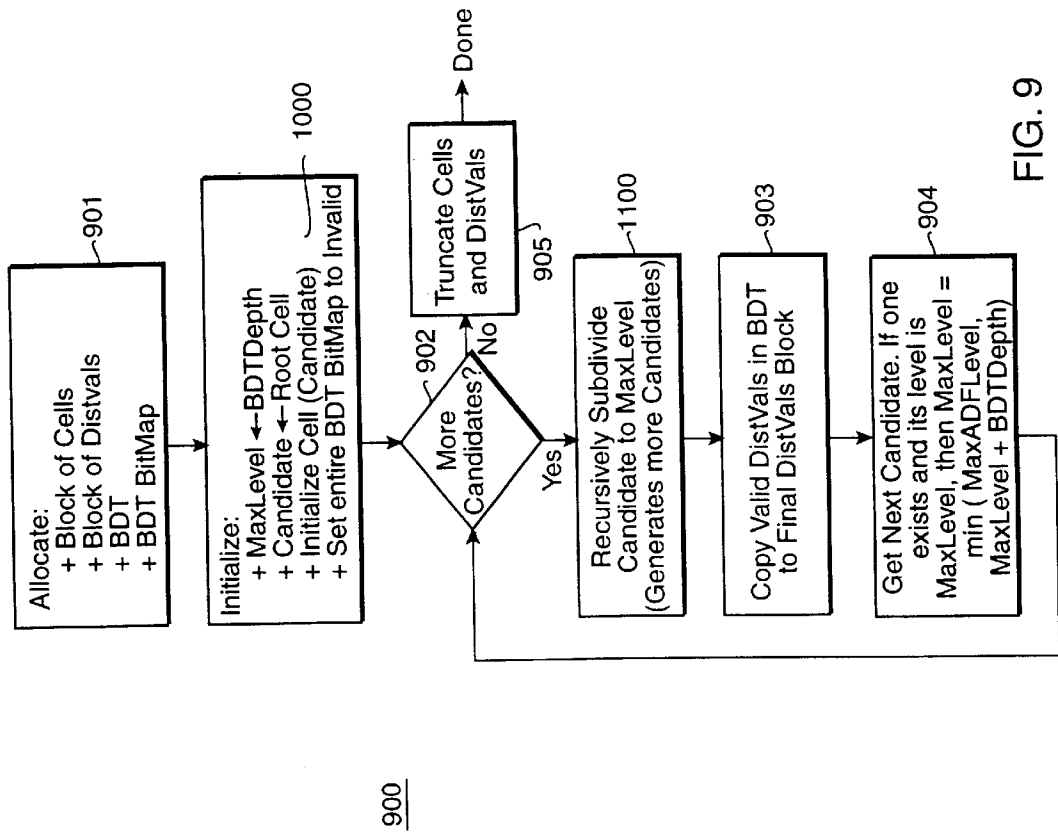 900
Allocate:
+ Block of Cells
+ Block of Distvals
+ BDT
+ BDT BitMap
901
Initialize:
+ MaxLevel ←BDTDepth
+ Candidate ←Root Cell
+ Initialize Cell (Candidate)
+ Set entire BDT BitMap to Invalid
1000
More
Candidates?
902
No
Yes
Truncate Cells
and DistVals
905
Done
Recursively Subdivide
Candidate to MaxLevel
(Generates more Candidates)
1100
Copy Valid DistVals in BDT
to Final DistVals Block
903
Get Next Candidate. If one
exists and its level is
MaxLevel, then MaxLevel =
min ( MaxADFLevel,
MaxLevel + BDTDepth)
904
FIG. 9